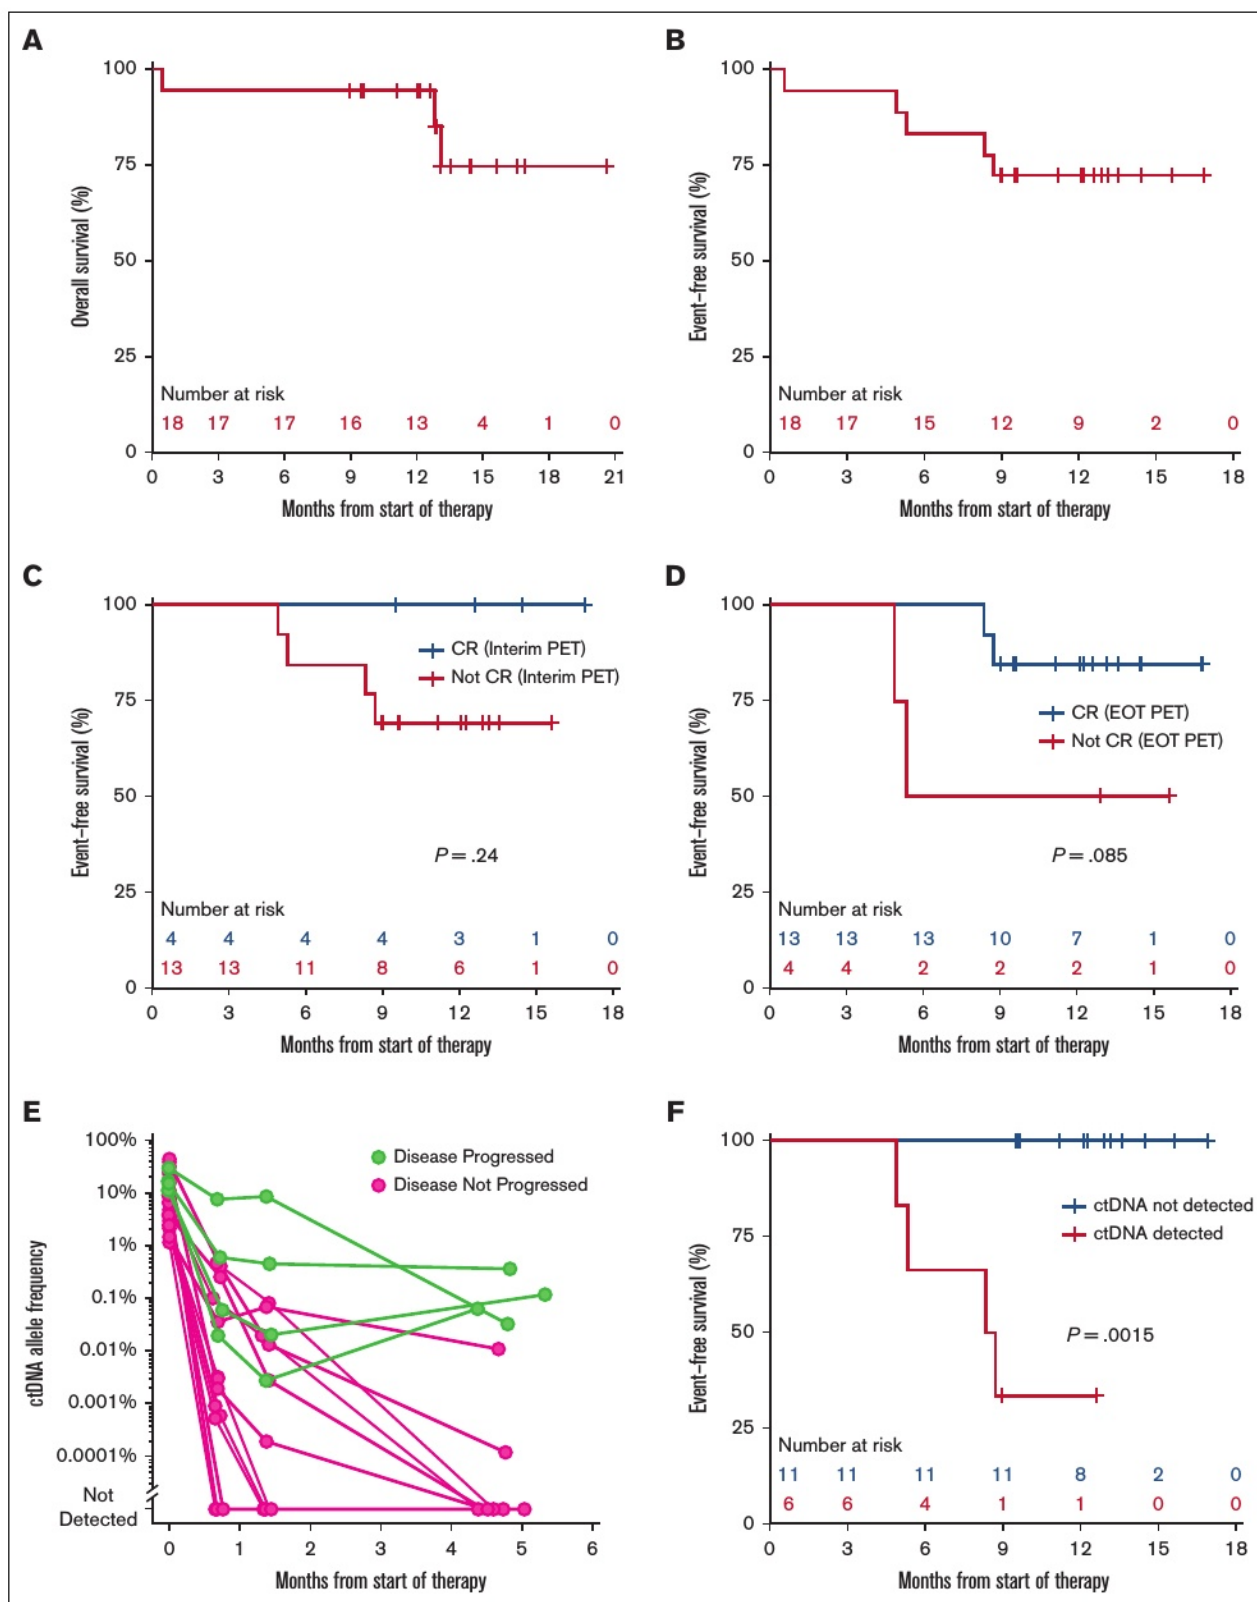 A
100
75
50
25
0
Overall survival (%)
Number at risk
18 17 17 16 13 4 1 0
0 3 6 9 12 15 18 21
Months from start of therapy
B
100
75
50
25
0
Event-free survival (%)
Number at risk
18 17 15 12 9 2 0
0 3 6 9 12 15 18
Months from start of therapy
C
100
75
50
25
0
Event-free survival (%)
CR (Interim PET)
Not CR (Interim PET)
P = .24
Number at risk
4 4 4 4 3 1 0
13 13 11 8 6 1 0
0 3 6 9 12 15 18
Months from start of therapy
D
100
75
50
25
0
Event-free survival (%)
CR (EOT PET)
Not CR (EOT PET)
P = .085
Number at risk
13 13 13 10 7 1 0
4 4 2 2 2 1 0
0 3 6 9 12 15 18
Months from start of therapy
E
100%
10%
1%
0.1%
0.01%
0.001%
0.0001%
Not
Detected
ctDNA allele frequency
Disease Progressed
Disease Not Progressed
0 1 2 3 4 5 6
Months from start of therapy
F
100
75
50
25
0
Event-free survival (%)
ctDNA not detected
ctDNA detected
P = .0015
Number at risk
11 11 11 11 8 2 0
6 6 4 1 1 0 0
0 3 6 9 12 15 18
Months from start of therapy